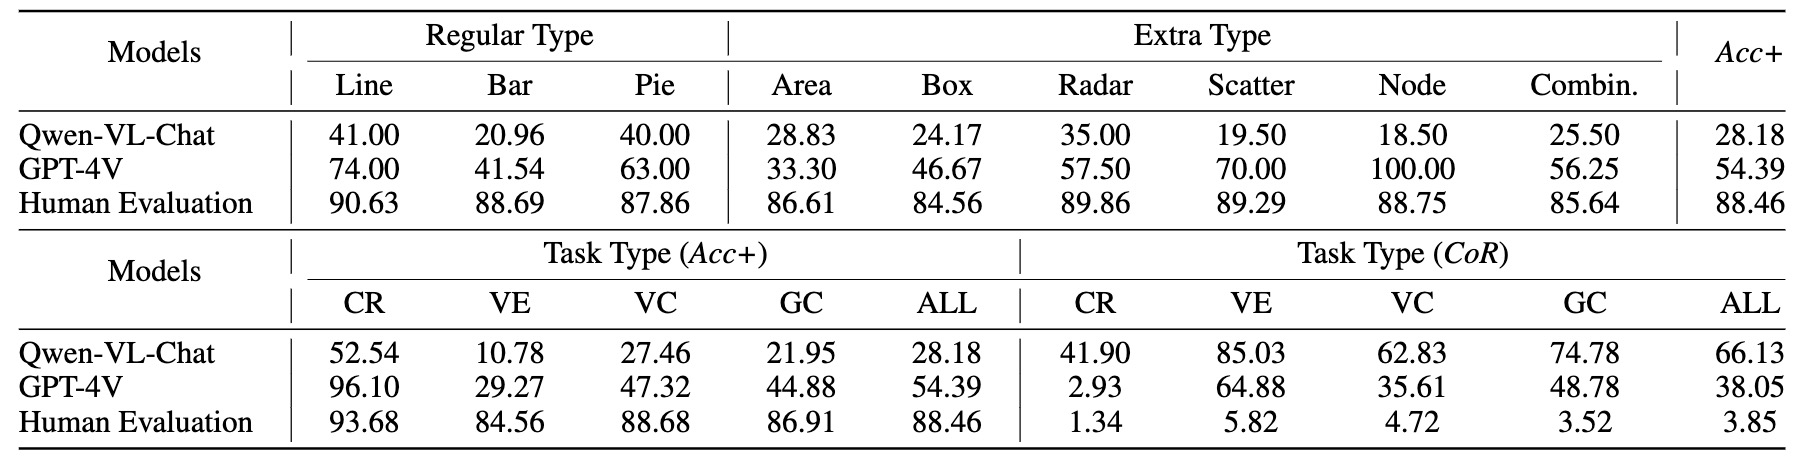 Models Regular Type Extra Type Acc+
Line Bar Pie Area Box Radar Scatter Node Combin.
Qwen-VL-Chat 41.00 20.96 40.00 28.83 24.17 35.00 19.50 18.50 25.50 28.18
GPT-4V 74.00 41.54 63.00 33.30 46.67 57.50 70.00 100.00 56.25 54.39
Human Evaluation 90.63 88.69 87.86 86.61 84.56 89.86 89.29 88.75 85.64 88.46
Models Task Type (Acc+) Task Type (CoR)
CR VE VC GC ALL CR VE VC GC ALL
Qwen-VL-Chat 52.54 10.78 27.46 21.95 28.18 41.90 85.03 62.83 74.78 66.13
GPT-4V 96.10 29.27 47.32 44.88 54.39 2.93 64.88 35.61 48.78 38.05
Human Evaluation 93.68 84.56 88.68 86.91 88.46 1.34 5.82 4.72 3.52 3.85